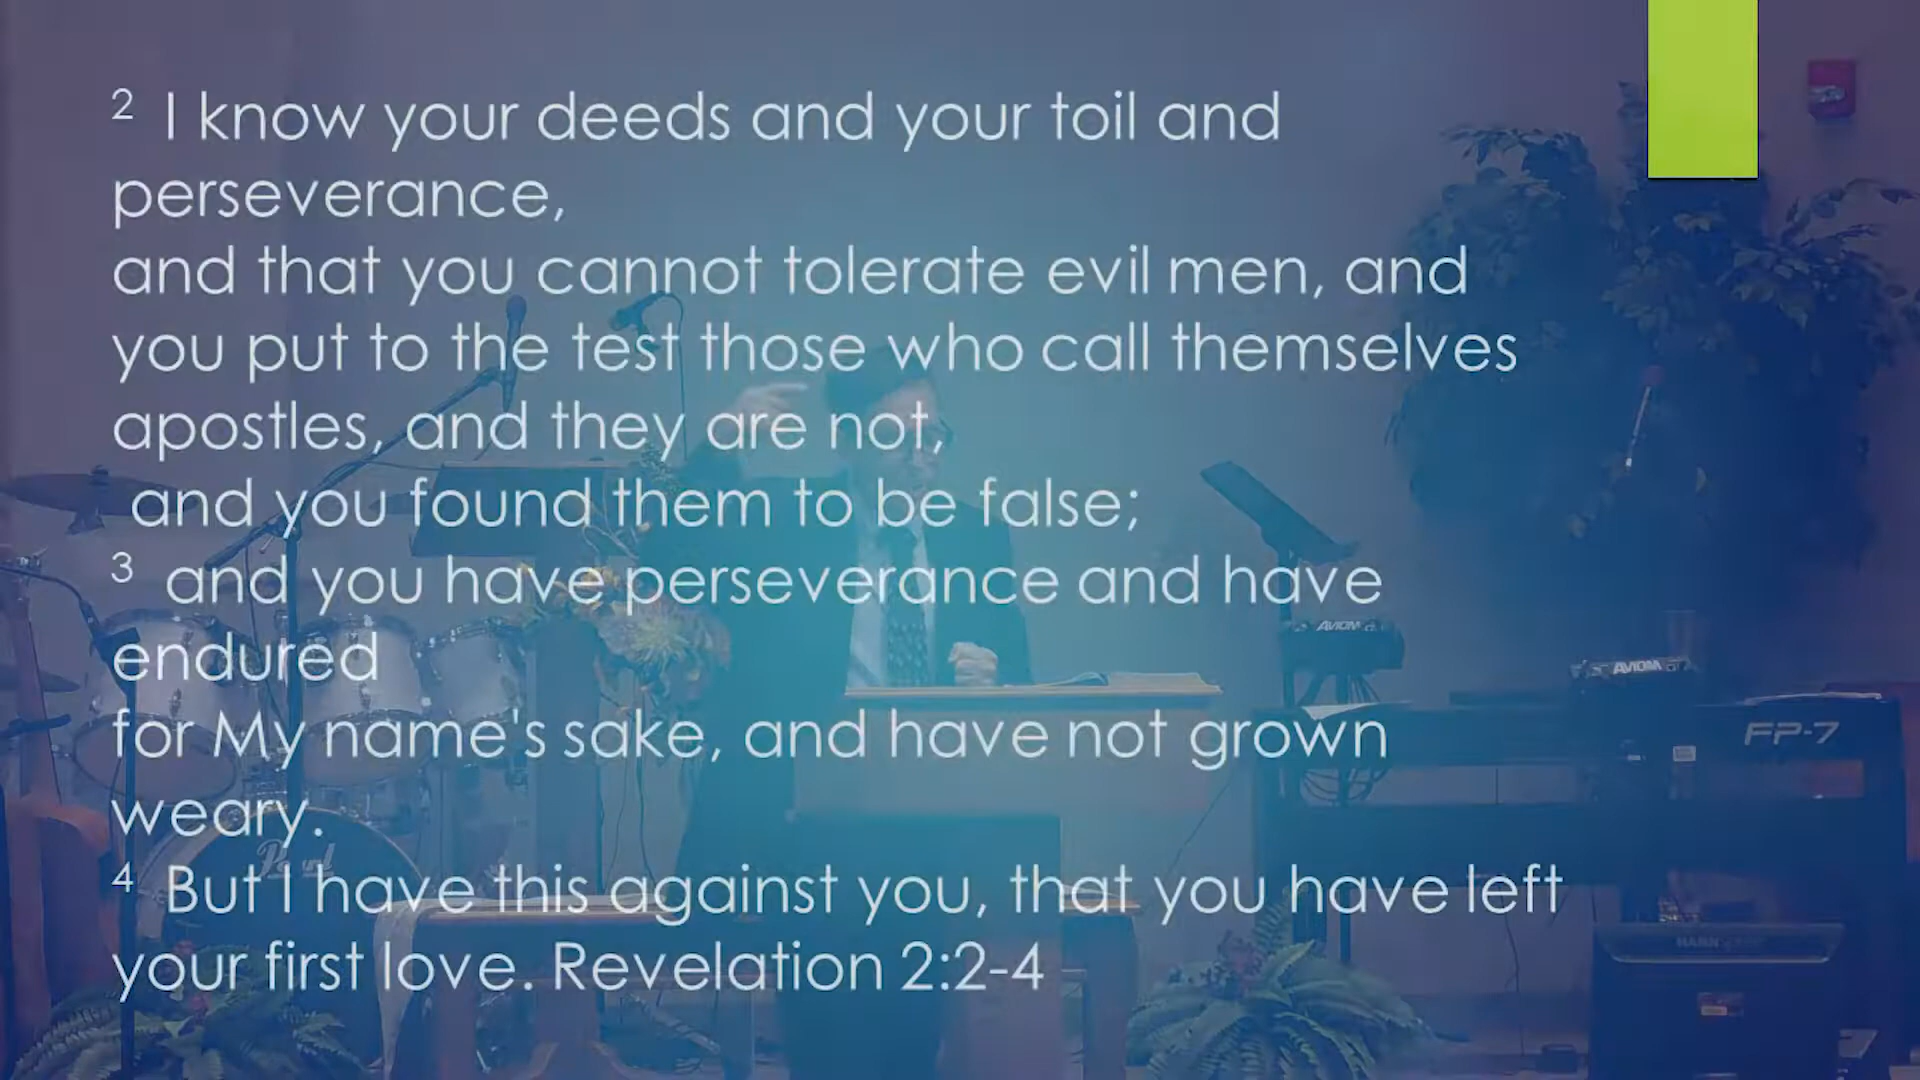 2 I know your deeds and your toil and
perseverance,
and that you cannot tolerate evil men, and
you put to the test those who call themselves
apostles, and they are not,
and you found them to be false;
3 and you have perseverance and have
endured
for My name's sake, and have not grown
weary.
4 But I have this against you, that you have left
your first love. Revelation 2:2-4
AVIOM
AVIOM
FP-7
Pearl